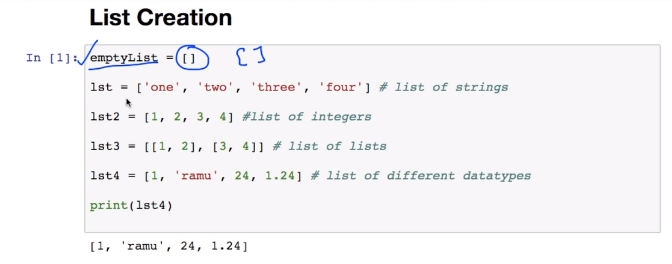 List Creation
In [1]: emptyList = [] []
lst = ['one', 'two', 'three', 'four'] # list of strings
lst2 = [1, 2, 3, 4] #list of integers
lst3 = [[1, 2], [3, 4]] # list of lists
lst4 = [1, 'ramu', 24, 1.24] # list of different datatypes
print(lst4)
[1, 'ramu', 24, 1.24]